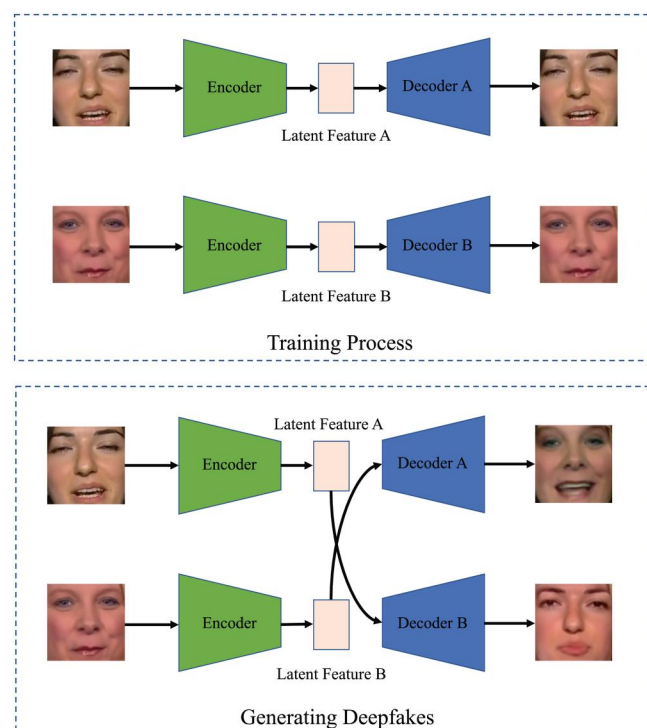 Encoder
Decoder A
Latent Feature A
Encoder
Decoder B
Latent Feature B
Training Process
Latent Feature A
Encoder
Decoder A
Encoder
Decoder B
Latent Feature B
Generating Deepfakes